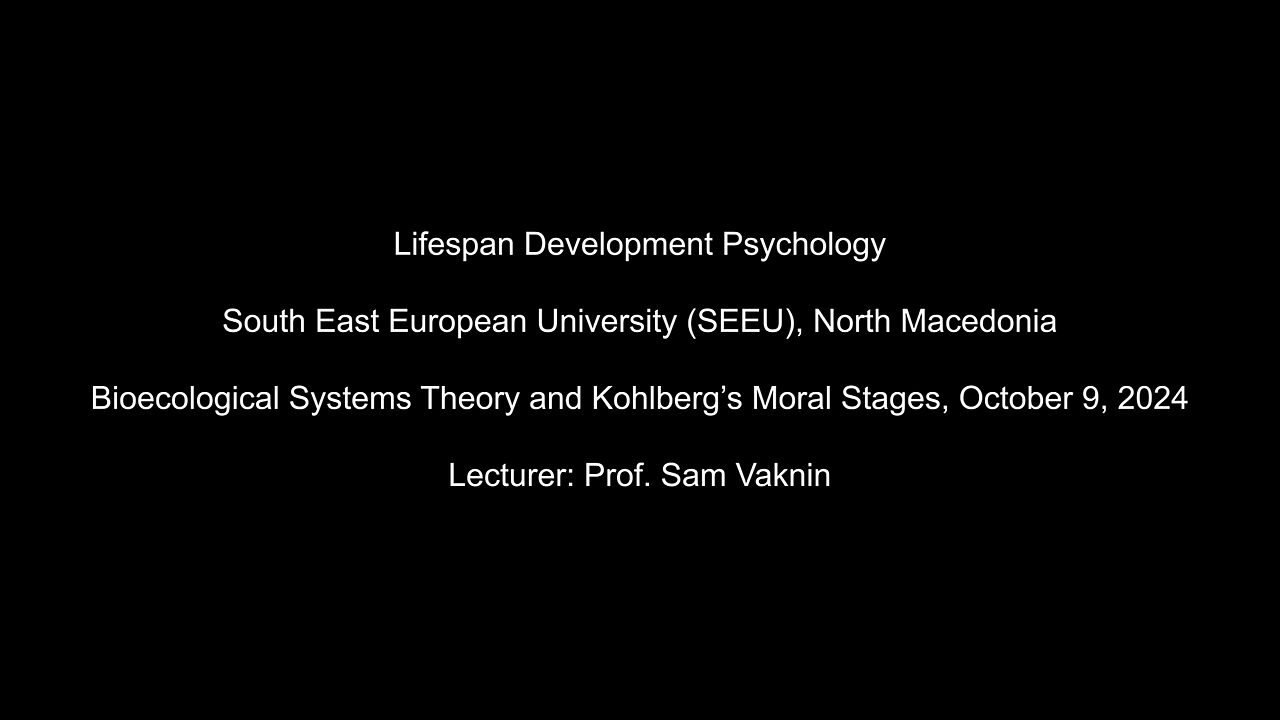 Lifespan Development Psychology
South East European University (SEEU), North Macedonia
Bioecological Systems Theory and Kohlberg’s Moral Stages, October 9, 2024
Lecturer: Prof. Sam Vaknin